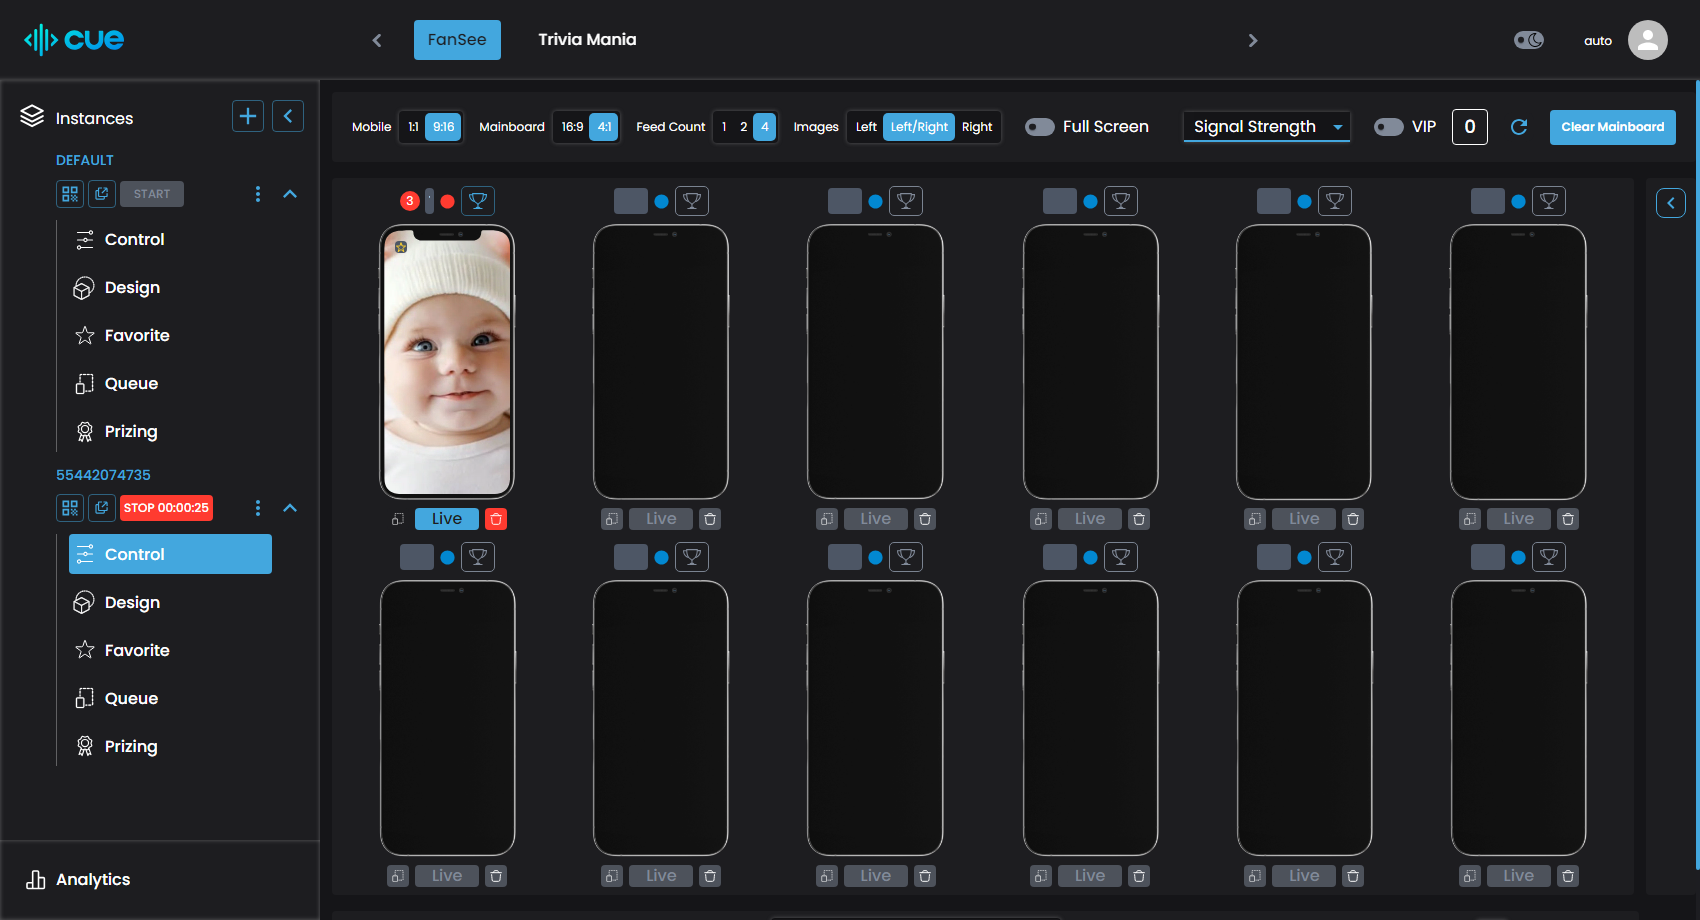 cue
FanSee
Trivia Mania
auto
Instances
DEFAULT
START
Control
Design
Favorite
Queue
Prizing
55442074735
STOP 00:00:25
Control
Design
Favorite
Queue
Prizing
Analytics
Mobile 1:1 9:16 Mainboard 16:9 4:1 Feed Count 1 2 4 Images Left Left/Right Right Full Screen Signal Strength VIP 0 Clear Mainboard
3
Live Live Live Live Live Live
Live Live Live Live Live Live